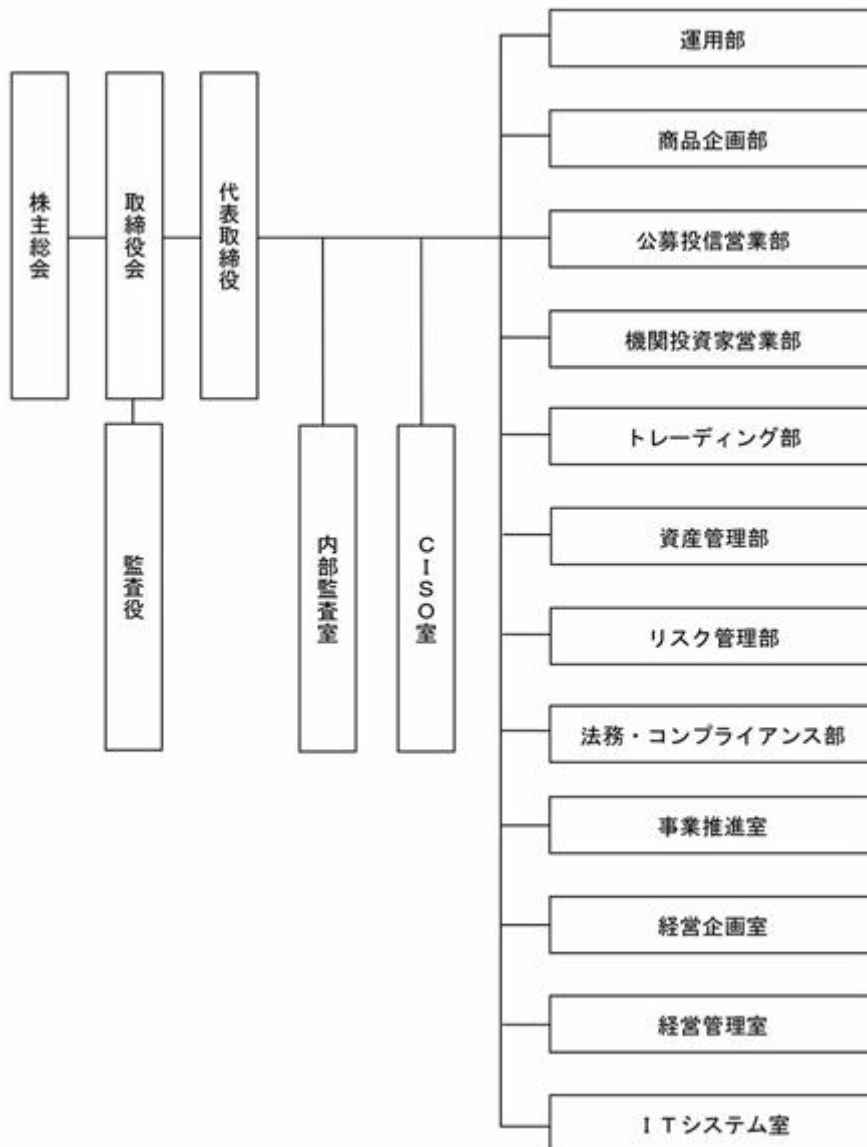 株主総会
取締役会
代表取締役
監査役
内部監査室
ＣＩＳＯ室
運用部
商品企画部
公募投信営業部
機関投資家営業部
トレーディング部
資産管理部
リスク管理部
法務・コンプライアンス部
事業推進室
経営企画室
経営管理室
ＩＴシステム室